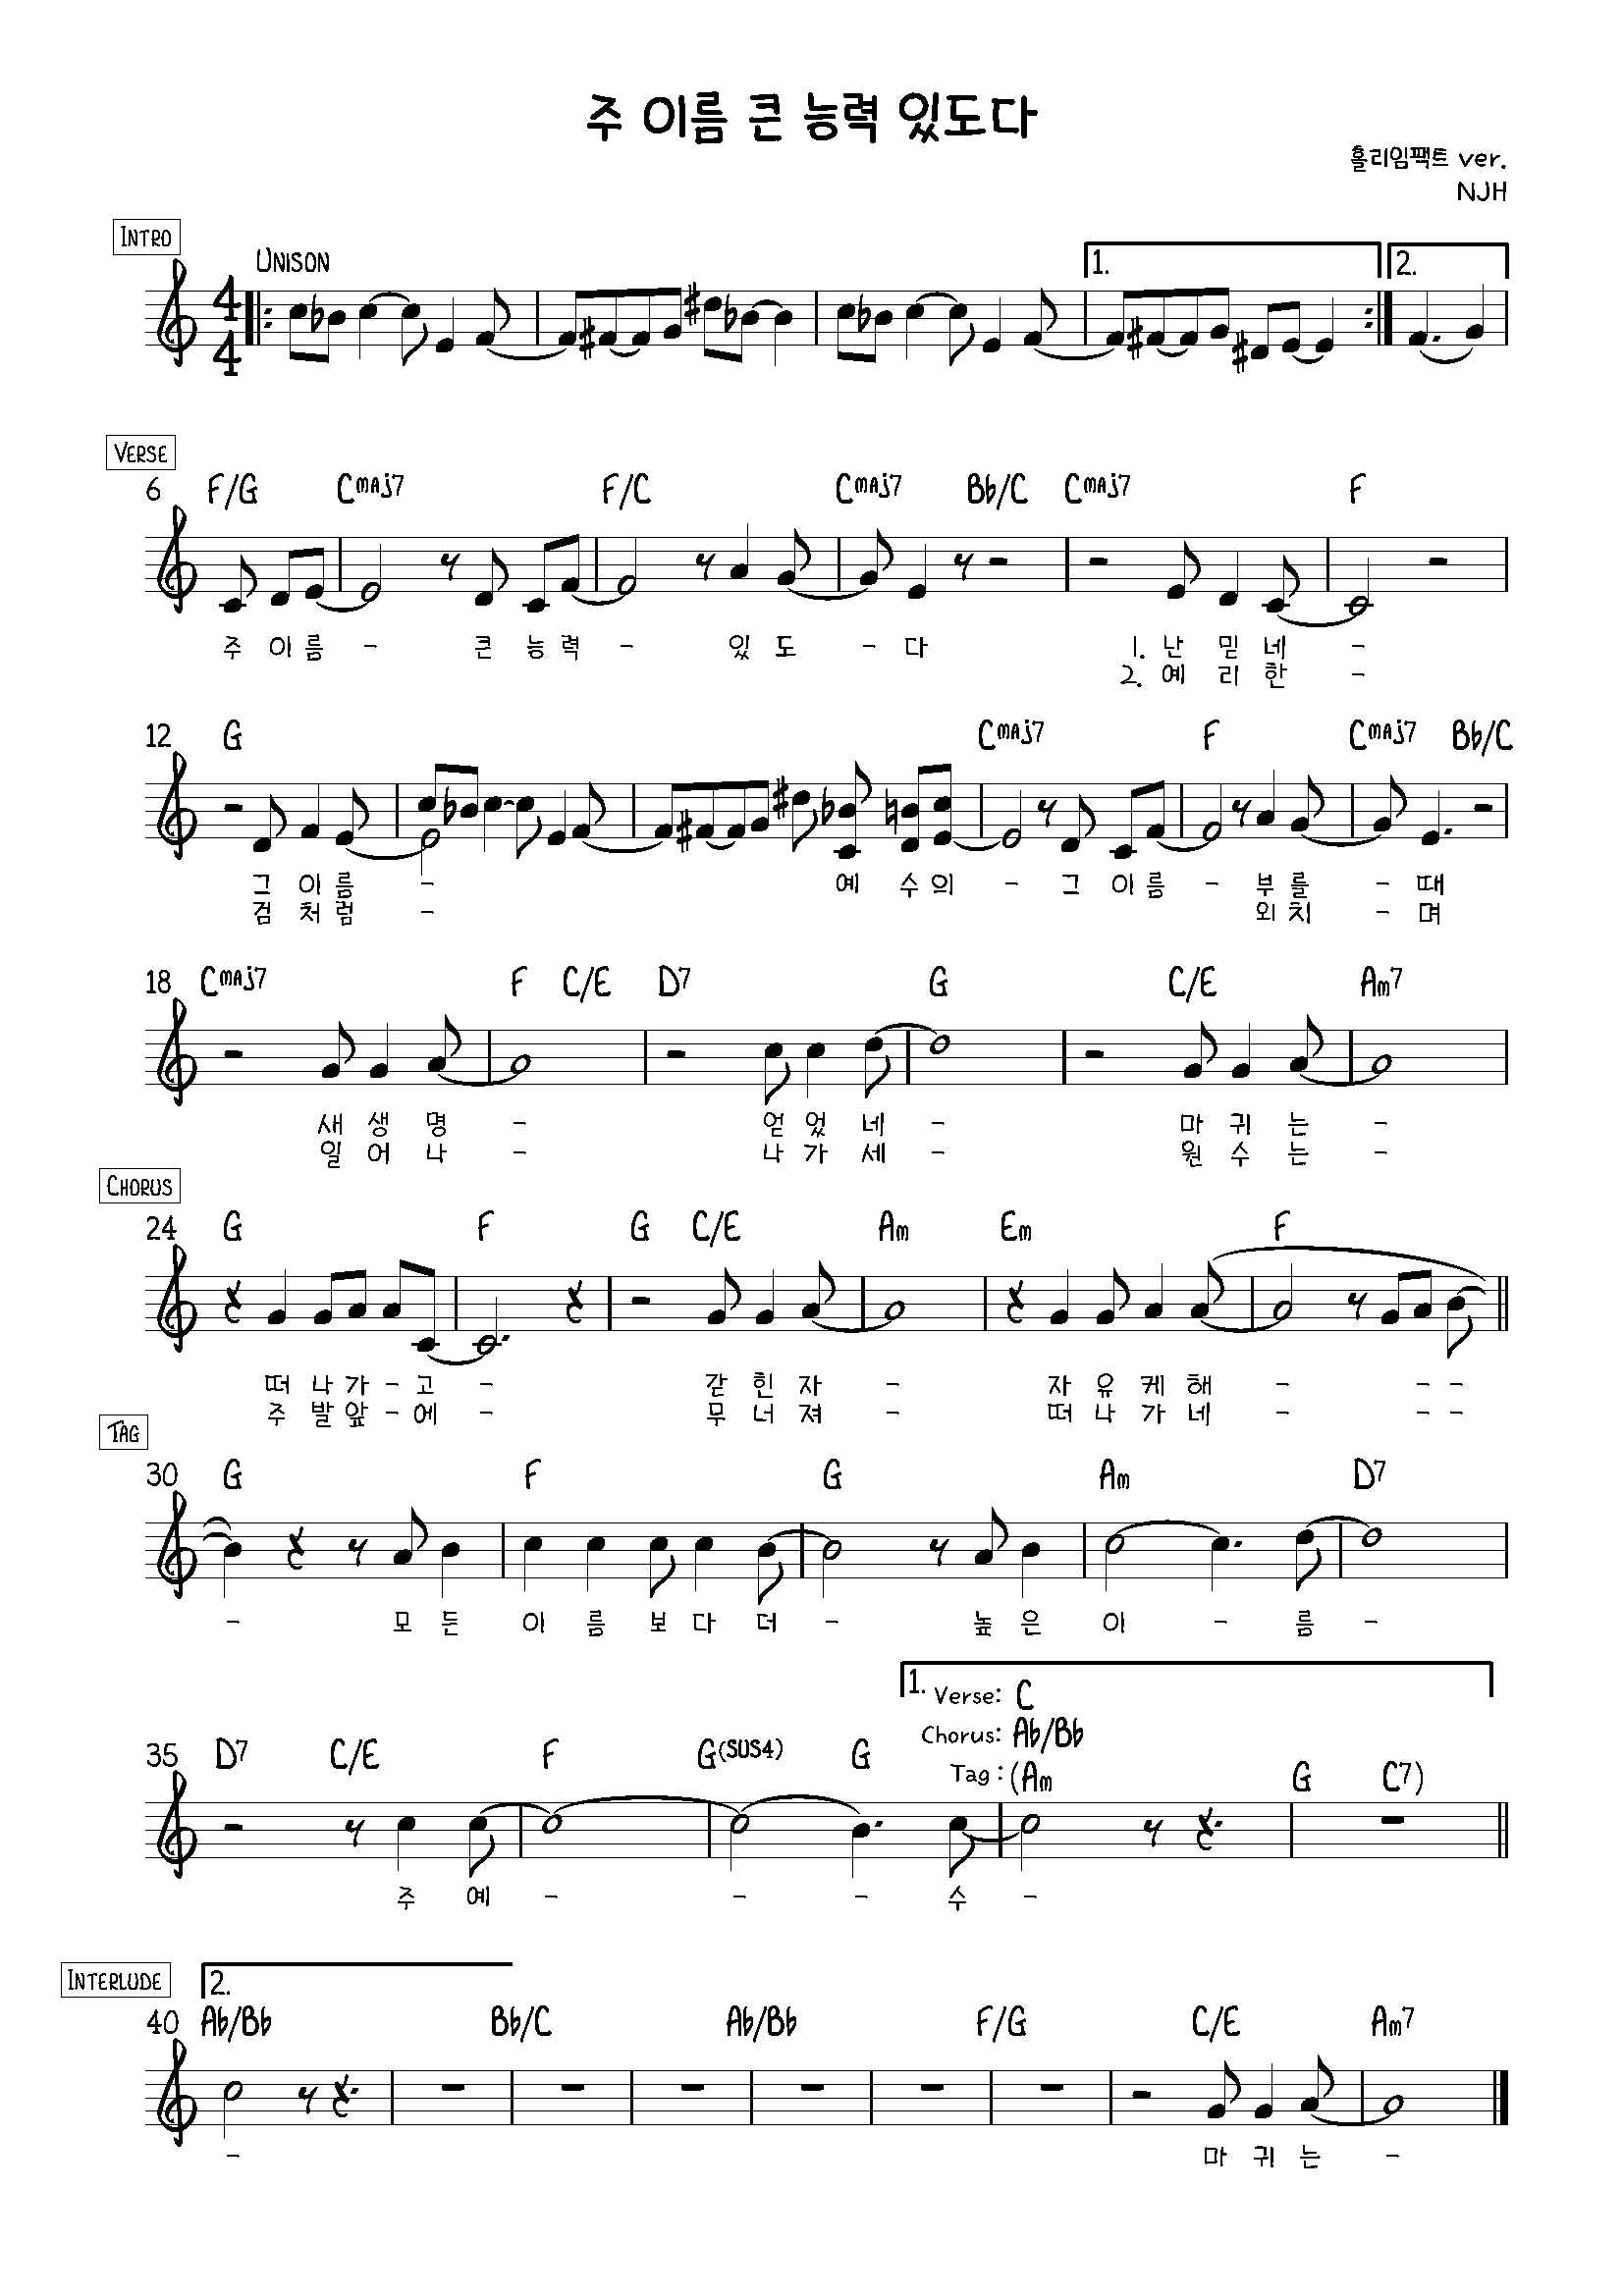 주 이름 큰 능력 있도다
홀리임팩트 ver.
NJH
INTRO
UNISON
1. 2.
4
4
VERSE
6 F/G Cmaj7 F/C Cmaj7 Bb/C Cmaj7 F
주 이 름 - 큰 능 력 - 있 도 - 다 1. 난 믿 네 -
2. 예 리 한 -
12 G Cmaj7 F Cmaj7 Bb/C
그 이 름 - 예 수 의 - 그 이 름 - 부 를 - 때
검 처 럼 - 외 치 - 며
18 Cmaj7 F C/E D7 G C/E Am7
새 생 명 - 얻 었 네 - 마 귀 는 -
일 어 나 - 나 가 세 - 원 수 는 -
CHORUS
24 G F G C/E Am Em F
떠 나 가 - 고 - 갇 힌 자 - 자 유 케 해 - - -
주 발 앞 - 에 - 무 너 져 - 떠 나 가 네 - - -
TAG
30 G F G Am D7
- 모 든 이 름 보 다 더 - 높 은 이 - 름 -
1. Verse: C
Chorus: Ab/Bb
35 D7 C/E F G(SUS4) G Tag : (Am G C7)
주 예 - - - 수 -
INTERLUDE
2.
40 Ab/Bb Bb/C Ab/Bb F/G C/E Am7
- 마 귀 는 -